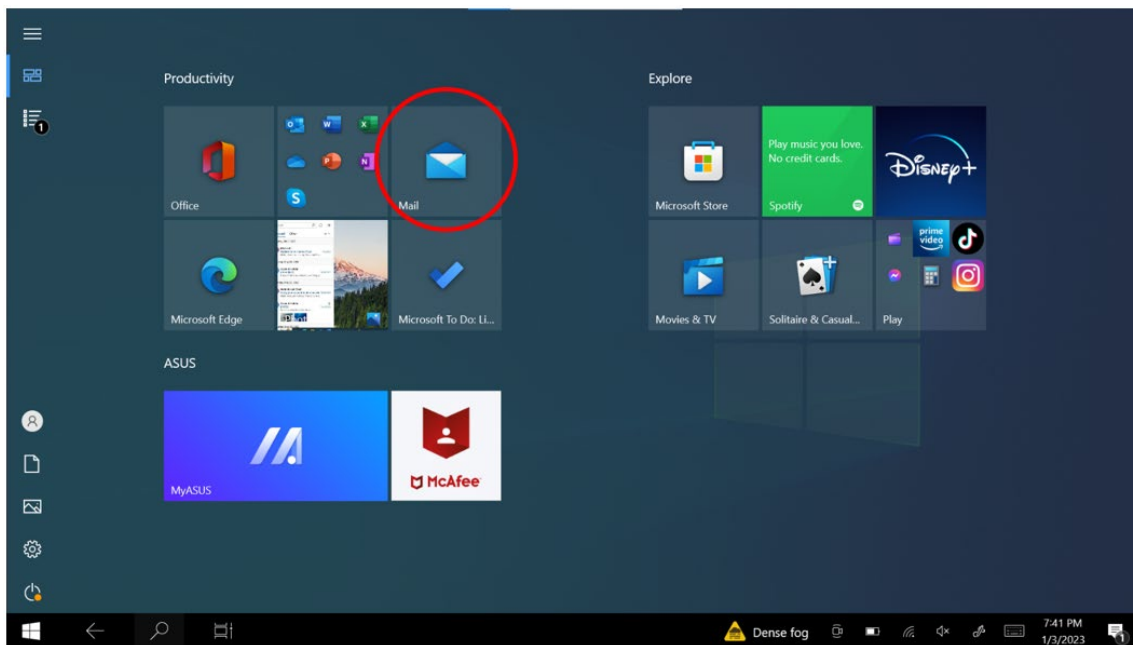 Productivity
Explore
Office
Mail
Microsoft Store
Play music you love.
No credit cards.
Spotify
Disney+
Microsoft Edge
Microsoft To Do: Li...
Movies & TV
Solitaire & Casual...
prime
video
Play
ASUS
MyASUS
McAfee
1
Dense fog
7:41 PM
1/3/2023
1